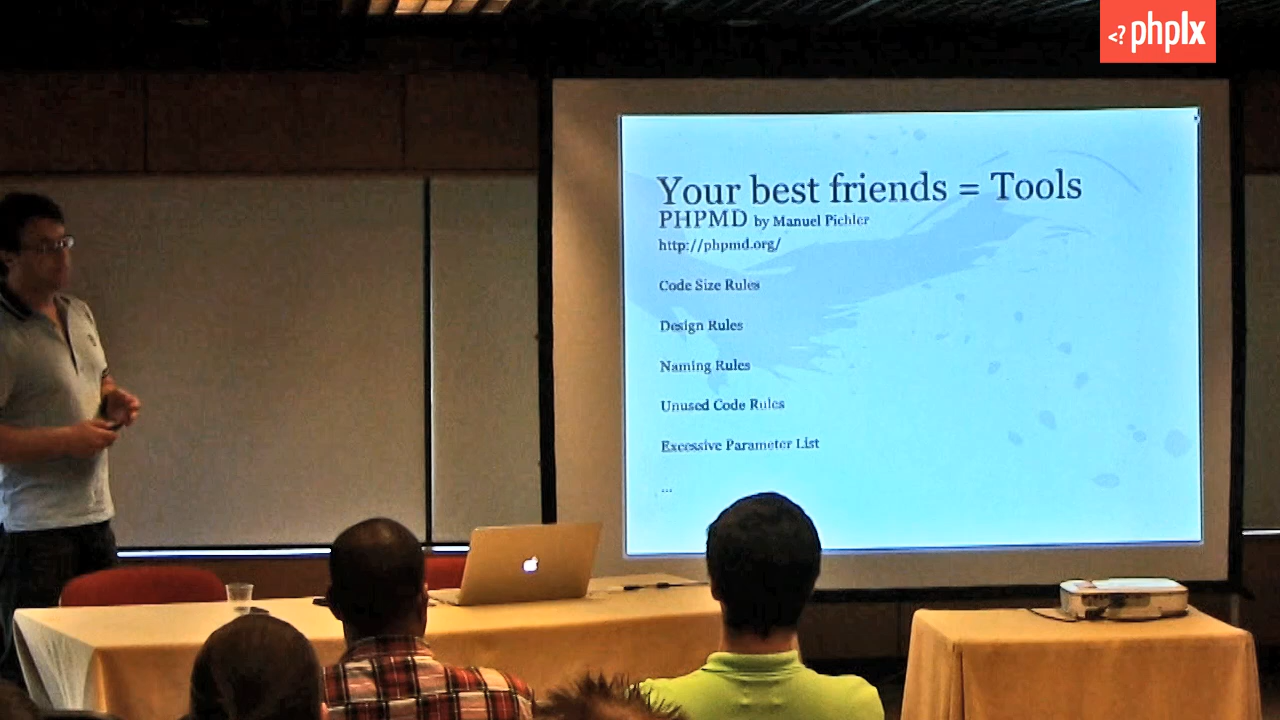 <? phplx
Your best friends = Tools
PHPMD by Manuel Pichler
http://phpmd.org/
Code Size Rules
Design Rules
Naming Rules
Unused Code Rules
Excessive Parameter List
...